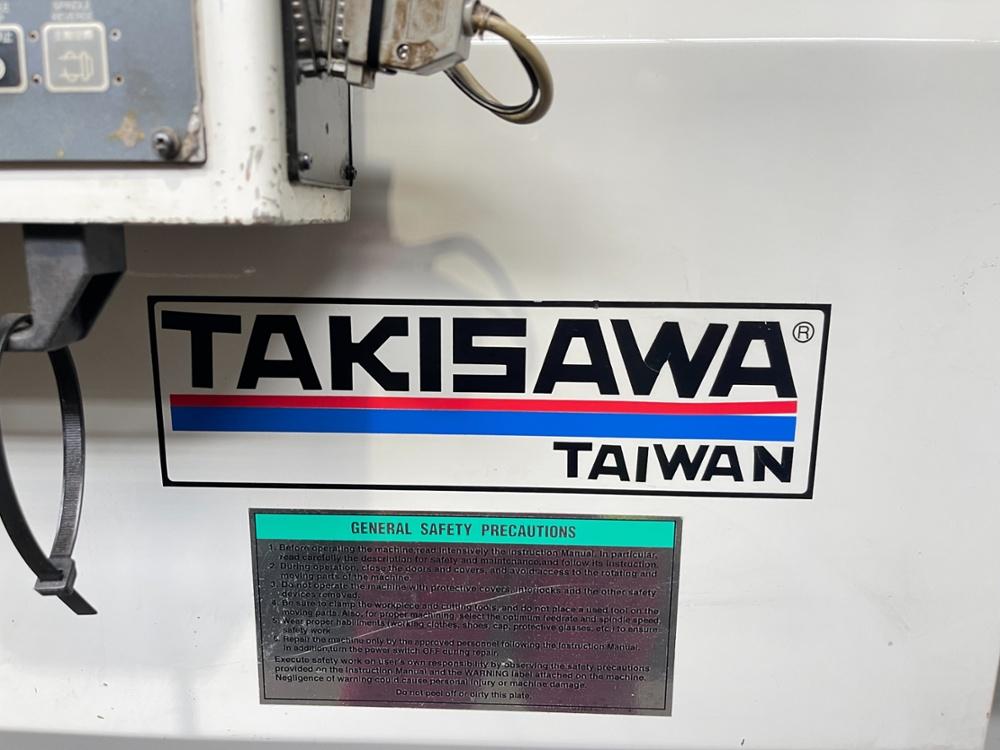 SPINDLE
REVERSE
TAKISAWA®
TAIWAN
GENERAL SAFETY PRECAUTIONS
1. Before operating the machine,read intensively the Instruction Manual. In particular,
read carefully the description for safety and maintenance,and follow its instruction.
2. During operation, close the doors and covers, and avoid access to the rotating and
moving parts of the machine.
3. Do not operate the machine with protective covers, interlocks and the other safety
devices removed.
4. Be sure to clamp the workpiece and cutting tools, and do not place a used tool on the
moving parts. Also, for proper machining, select the optimum feedrate and spindle speed.
5. Wear proper habiliments (working clothes, shoes, cap, protective glasses, etc.) to ensure
safety work.
6. Repair the machine only by the approved personnel following the Instruction Manual.
In addition,turn the power switch OFF during repair.
Execute safety work on user's own responsibility by observing the safety precautions
provided on the Instruction Manual and the WARNING label attached on the machine.
Negligence of warning could cause personal injury or machine damage.
Do not peel off or dirty this plate.